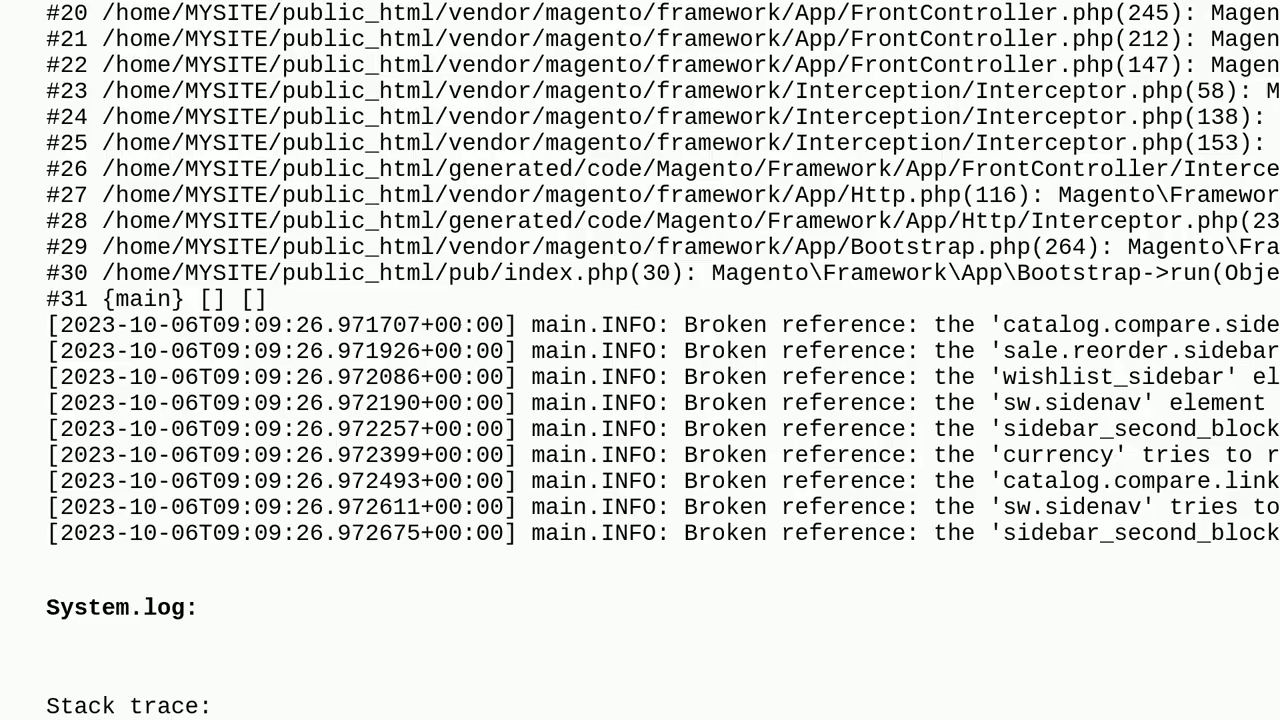 #20 /home/MYSITE/public_html/vendor/magento/framework/App/FrontController.php(245): Magen
#21 /home/MYSITE/public_html/vendor/magento/framework/App/FrontController.php(212): Magen
#22 /home/MYSITE/public_html/vendor/magento/framework/App/FrontController.php(147): Magen
#23 /home/MYSITE/public_html/vendor/magento/framework/Interception/Interceptor.php(58): M
#24 /home/MYSITE/public_html/vendor/magento/framework/Interception/Interceptor.php(138):
#25 /home/MYSITE/public_html/vendor/magento/framework/Interception/Interceptor.php(153):
#26 /home/MYSITE/public_html/generated/code/Magento/Framework/App/FrontController/Interce
#27 /home/MYSITE/public_html/vendor/magento/framework/App/Http.php(116): Magento\Framewor
#28 /home/MYSITE/public_html/generated/code/Magento/Framework/App/Http/Interceptor.php(23
#29 /home/MYSITE/public_html/vendor/magento/framework/App/Bootstrap.php(264): Magento\Fra
#30 /home/MYSITE/public_html/pub/index.php(30): Magento\Framework\App\Bootstrap->run(Obje
#31 {main} [] []
[2023-10-06T09:09:26.971707+00:00] main.INFO: Broken reference: the 'catalog.compare.side
[2023-10-06T09:09:26.971926+00:00] main.INFO: Broken reference: the 'sale.reorder.sidebar
[2023-10-06T09:09:26.972086+00:00] main.INFO: Broken reference: the 'wishlist_sidebar' el
[2023-10-06T09:09:26.972190+00:00] main.INFO: Broken reference: the 'sw.sidenav' element
[2023-10-06T09:09:26.972257+00:00] main.INFO: Broken reference: the 'sidebar_second_block
[2023-10-06T09:09:26.972399+00:00] main.INFO: Broken reference: the 'currency' tries to r
[2023-10-06T09:09:26.972493+00:00] main.INFO: Broken reference: the 'catalog.compare.link
[2023-10-06T09:09:26.972611+00:00] main.INFO: Broken reference: the 'sw.sidenav' tries to
[2023-10-06T09:09:26.972675+00:00] main.INFO: Broken reference: the 'sidebar_second_block
System.log:
Stack trace: